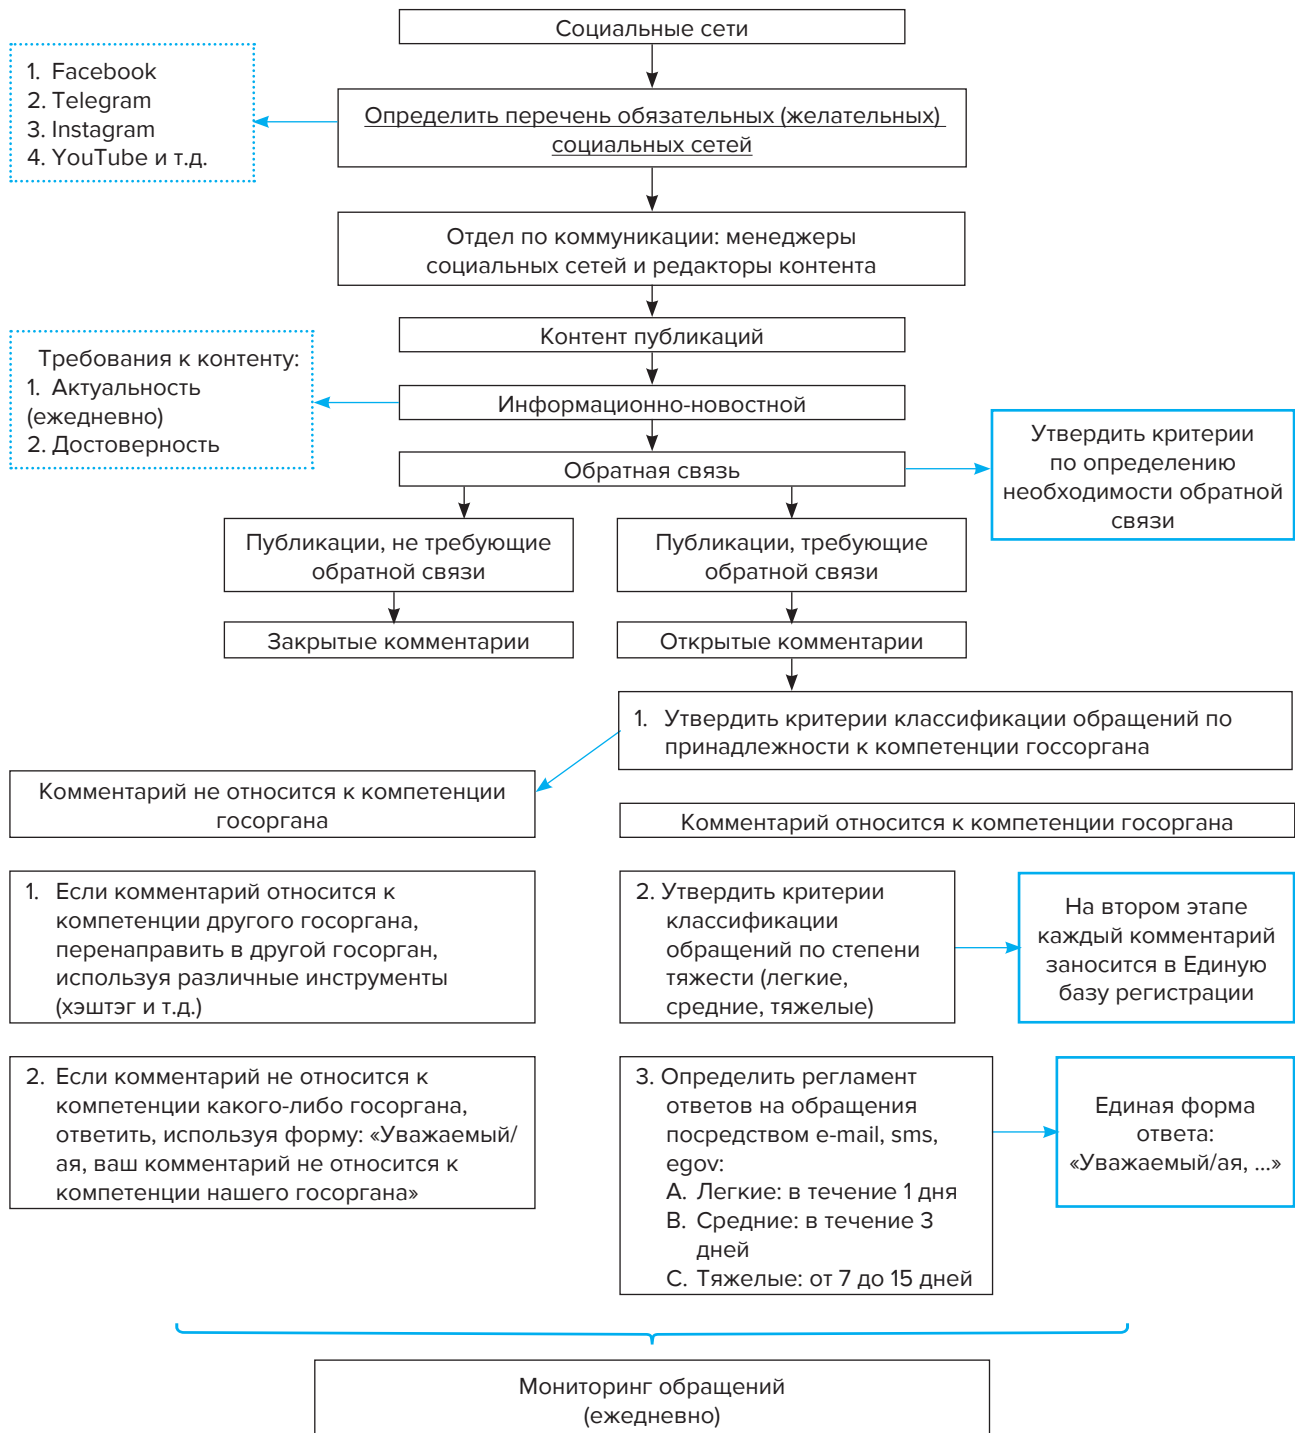 Социальные сети
1. Facebook
2. Telegram
3. Instagram
4. YouTube и т.д.
Определить перечень обязательных (желательных)
социальных сетей
Отдел по коммуникации: менеджеры
социальных сетей и редакторы контента
Контент публикаций
Требования к контенту:
1. Актуальность
(ежедневно)
2. Достоверность
Информационно-новостной
Обратная связь
Утвердить критерии
по определению
необходимости обратной
связи
Публикации, не требующие
обратной связи
Публикации, требующие
обратной связи
Закрытые комментарии
Открытые комментарии
1. Утвердить критерии классификации обращений по
принадлежности к компетенции госсоргана
Комментарий не относится к компетенции
госоргана
Комментарий относится к компетенции госоргана
1. Если комментарий относится к
компетенции другого госоргана,
перенаправить в другой госорган,
используя различные инструменты
(хэштэг и т.д.)
2. Утвердить критерии
классификации
обращений по степени
тяжести (легкие,
средние, тяжелые)
На втором этапе
каждый комментарий
заносится в Единую
базу регистрации
2. Если комментарий не относится к
компетенции какого-либо госоргана,
ответить, используя форму: «Уважаемый/
ая, ваш комментарий не относится к
компетенции нашего госоргана»
3. Определить регламент
ответов на обращения
посредством e-mail, sms,
egov:
A. Легкие: в течение 1 дня
B. Средние: в течение 3
дней
C. Тяжелые: от 7 до 15 дней
Единая форма
ответа:
«Уважаемый/ая, ...»
Мониторинг обращений
(ежедневно)